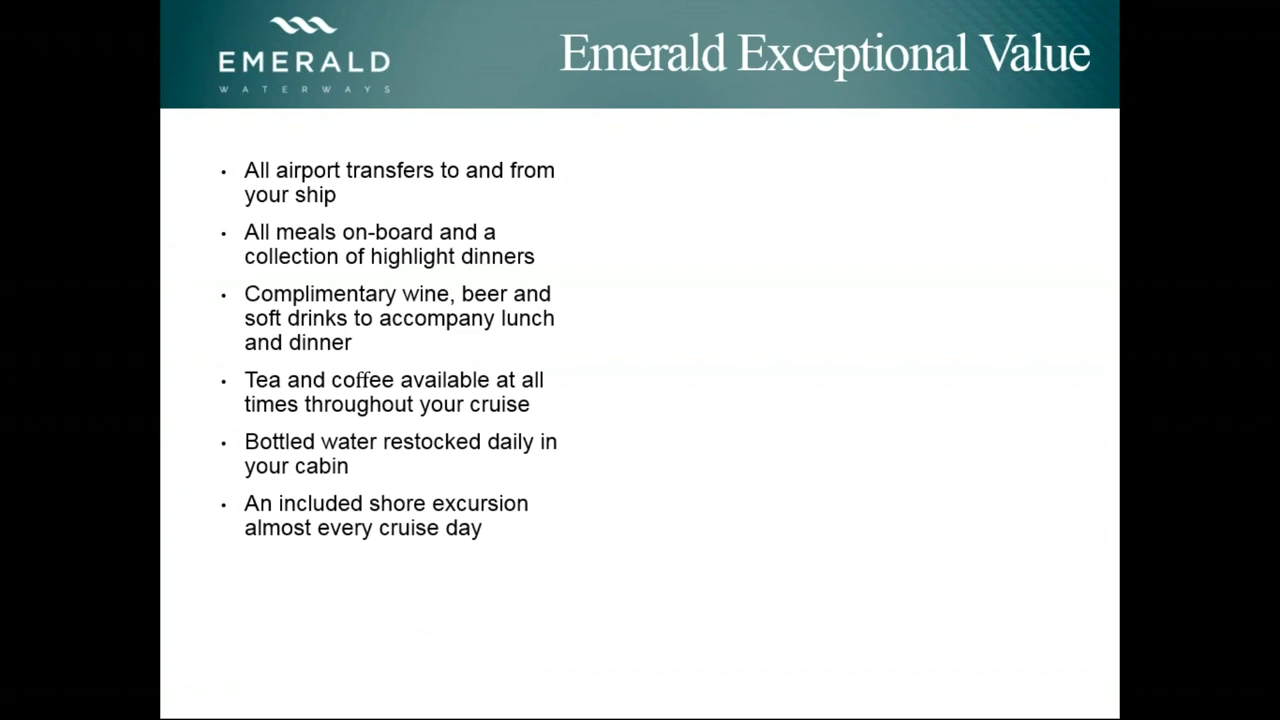 EMERALD
WATERWAYS
Emerald Exceptional Value
• All airport transfers to and from
your ship
• All meals on-board and a
collection of highlight dinners
• Complimentary wine, beer and
soft drinks to accompany lunch
and dinner
• Tea and coffee available at all
times throughout your cruise
• Bottled water restocked daily in
your cabin
• An included shore excursion
almost every cruise day